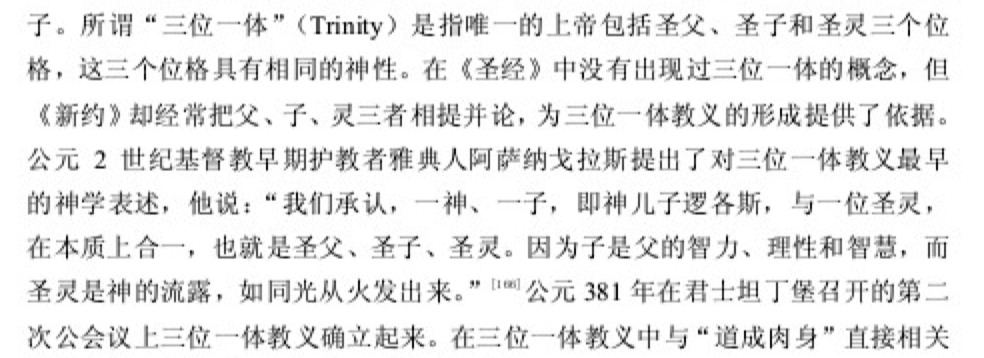 子。所谓“三位一体”（Trinity）是指唯一的上帝包括圣父、圣子和圣灵三个位
格，这三个位格具有相同的神性。在《圣经》中没有出现过三位一体的概念，但
《新约》却经常把父、子、灵三者相提并论，为三位一体教义的形成提供了依据。
公元 2 世纪基督教早期护教者雅典人阿萨纳戈拉斯提出了对三位一体教义最早
的神学表述，他说：“我们承认，一神、一子，即神儿子逻各斯，与一位圣灵，
在本质上合一，也就是圣父、圣子、圣灵。因为子是父的智力、理性和智慧，而
圣灵是神的流露，如同光从火发出来。”[166]公元 381 年在君士坦丁堡召开的第二
次公会议上三位一体教义确立起来。在三位一体教义中与“道成肉身”直接相关